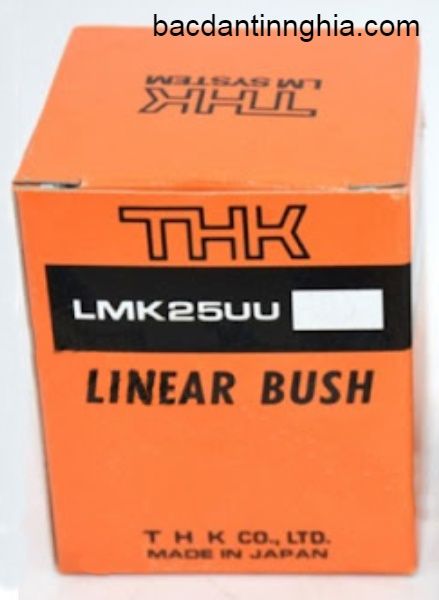 bacdantinnghia.com
THK
LM SYSTEM
THK
LMK25UU
LINEAR BUSH
T H K CO., LTD.
MADE IN JAPAN